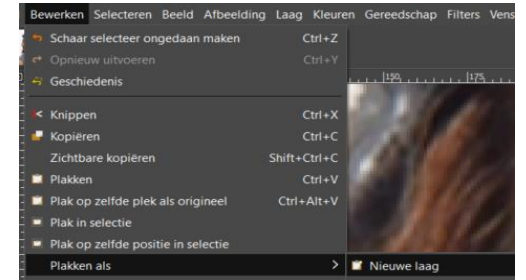 Bewerken Selecteren Beeld Afbeelding Laag Kleuren Gereedschap Filters Vens
Schaar selecteer ongedaan maken Ctrl+Z
Opnieuw uitvoeren Ctrl+Y
Geschiedenis
150 175
Knippen Ctrl+X
Kopiëren Ctrl+C
Zichtbare kopiëren Shift+Ctrl+C
Plakken Ctrl+V
Plak op zelfde plek als origineel Ctrl+Alt+V
Plak in selectie
Plak op zelfde positie in selectie
Plakken als > Nieuwe laag